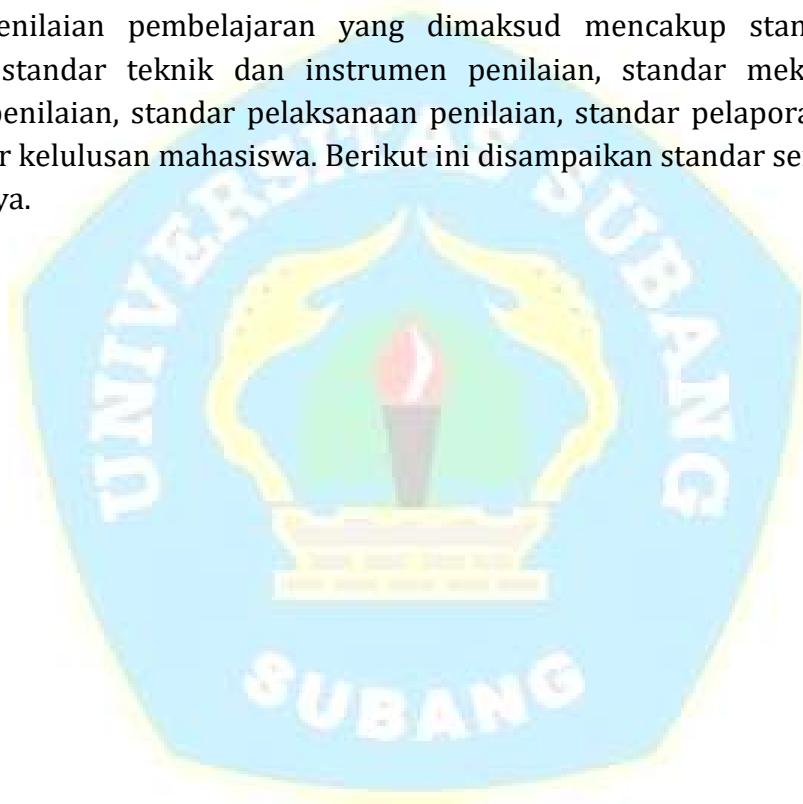 enilaian pembelajaran yang dimaksud mencakup stan
standar teknik dan instrumen penilaian, standar mek
penilaian, standar pelaksanaan penilaian, standar pelapora
r kelulusan mahasiswa. Berikut ini disampaikan standar se
ya.
UNIVERSITAS SUBANG
SUBANG